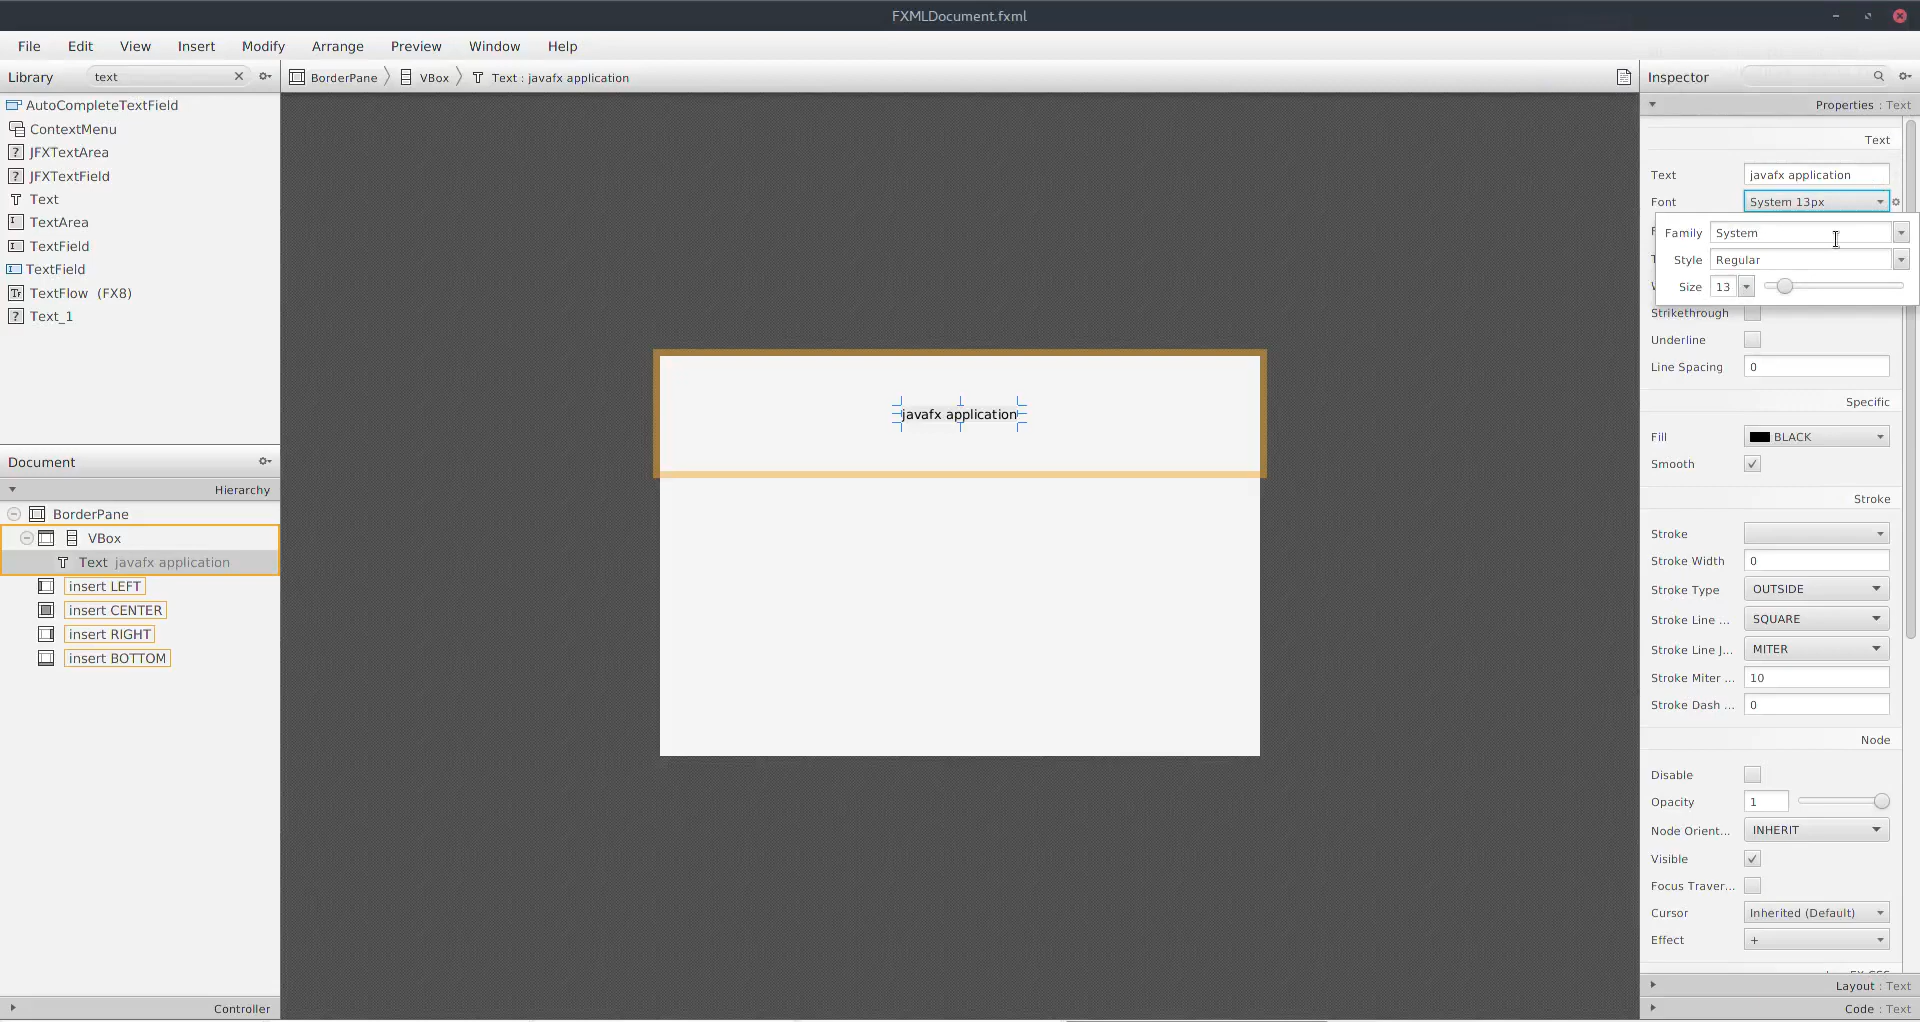 FXMLDocument.fxml
File Edit View Insert Modify Arrange Preview Window Help
Library text
AutoCompleteTextField
ContextMenu
JFXTextArea
JFXTextField
Text
TextArea
TextField
TextField
TextFlow (FX8)
Text_1
Document
Hierarchy
BorderPane
VBox
Text javafx application
insert LEFT
insert CENTER
insert RIGHT
insert BOTTOM
Controller
BorderPane VBox Text : javafx application
javafx application
Inspector
Properties : Text
Text
Text javafx application
Font System 13px
Family System
Style Regular
Size 13
Strikethrough
Underline
Line Spacing 0
Specific
Fill BLACK
Smooth
Stroke
Stroke
Stroke Width 0
Stroke Type OUTSIDE
Stroke Line ... SQUARE
Stroke Line J... MITER
Stroke Miter ... 10
Stroke Dash ... 0
Node
Disable
Opacity 1
Node Orient... INHERIT
Visible
Focus Traver...
Cursor Inherited (Default)
Effect +
Layout : Text
Code : Text